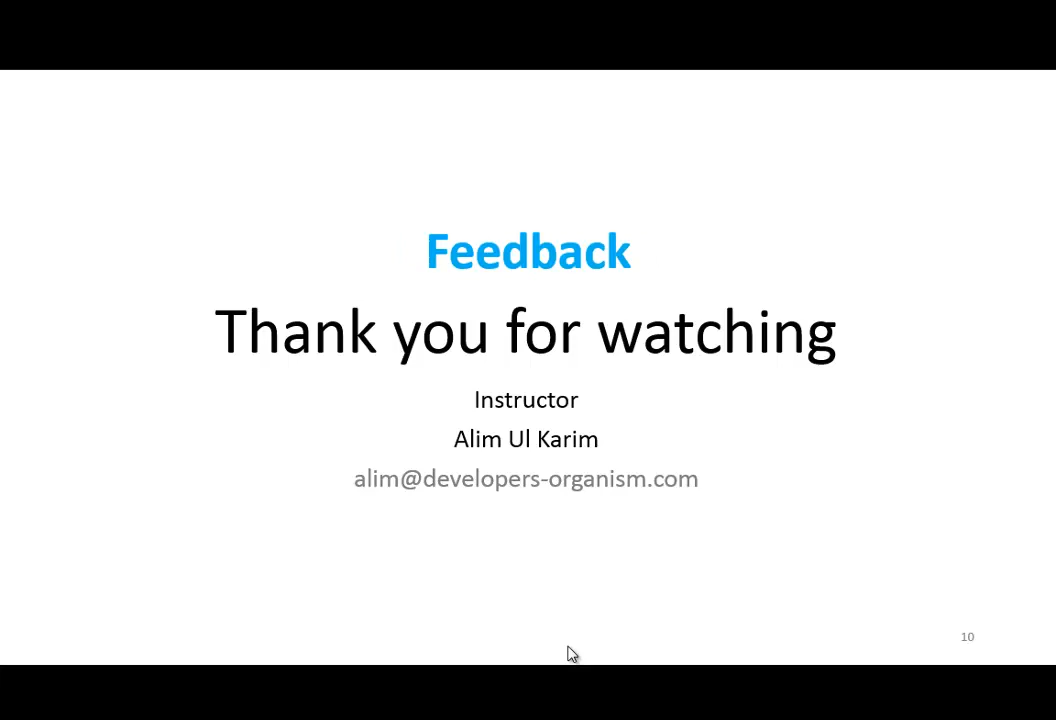 Feedback
Thank you for watching
Instructor
Alim Ul Karim
alim@developers-organism.com
10